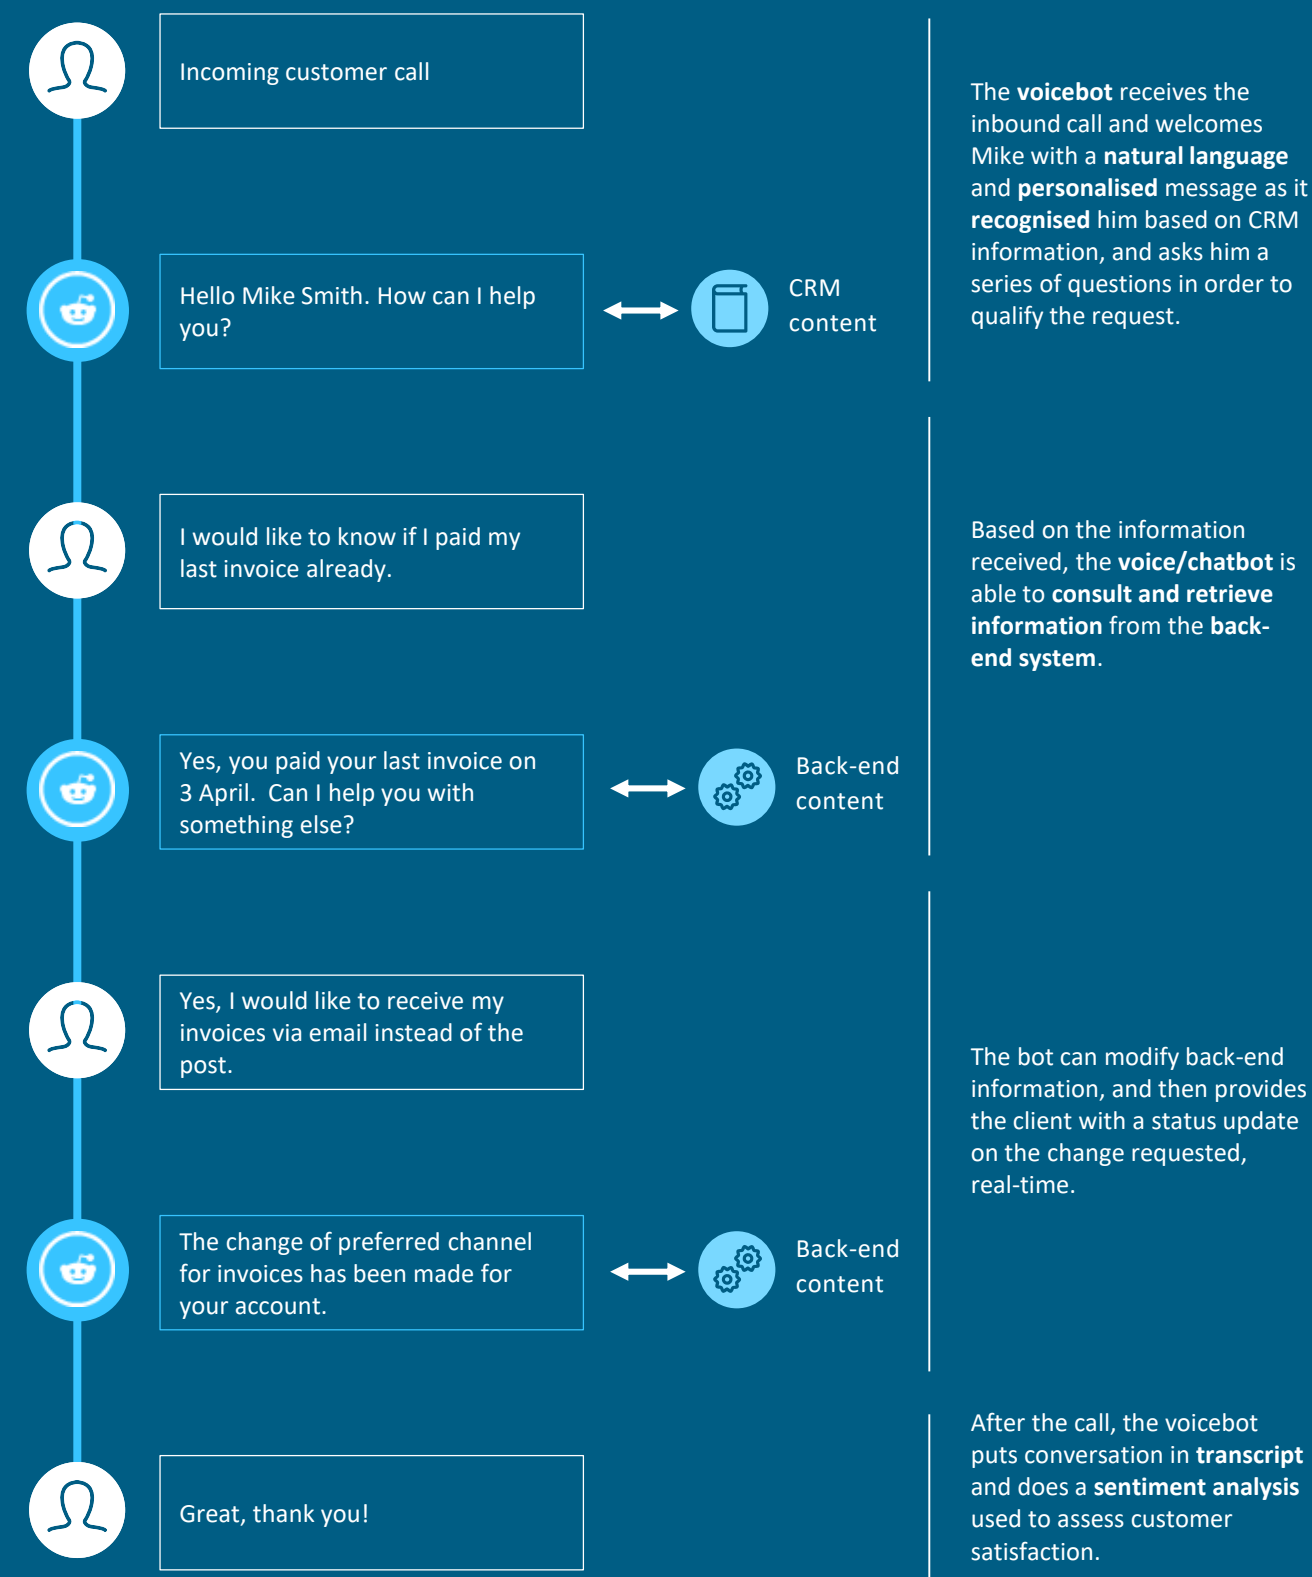 Incoming customer call
The voicebot receives the
inbound call and welcomes
Mike with a natural language
and personalised message as it
recognised him based on CRM
information, and asks him a
series of questions in order to
qualify the request.
Hello Mike Smith. How can I help
you?
CRM
content
I would like to know if I paid my
last invoice already.
Based on the information
received, the voice/chatbot is
able to consult and retrieve
information from the back-
end system.
Yes, you paid your last invoice on
3 April.  Can I help you with
something else?
Back-end
content
Yes, I would like to receive my
invoices via email instead of the
post.
The bot can modify back-end
information, and then provides
the client with a status update
on the change requested,
real-time.
The change of preferred channel
for invoices has been made for
your account.
Back-end
content
Great, thank you!
After the call, the voicebot
puts conversation in transcript
and does a sentiment analysis
used to assess customer
satisfaction.